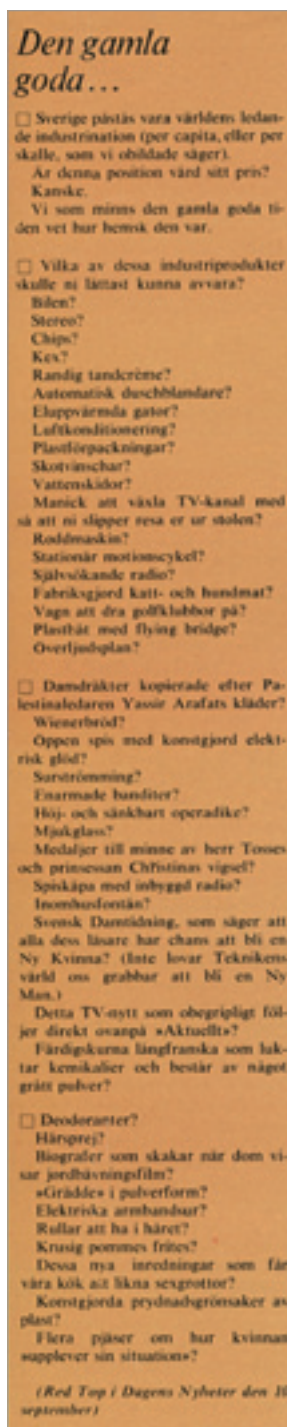 Den gamla
goda...
□ Sverige påstås vara världens ledan-
de industrination (per capita, eller per
skalle, som vi obildade säger).
Är denna position värd sitt pris?
Kanske.
Vi som minns den gamla goda ti-
den vet hur hemsk den var.
□ Vilka av dessa industriprodukter
skulle ni lättast kunna avvara?
Bilen?
Stereo?
Chips?
Kex?
Randig tandcrème?
Automatisk duschblandare?
Eluppvärmda gator?
Luftkonditionering?
Plastförpackningar?
Skotvinschar?
Vattenskidor?
Manick att växla TV-kanal med
så att ni slipper resa er ur stolen?
Roddmaskin?
Stationär motionscykel?
Självsökande radio?
Fabriksgjord katt- och hundmat?
Vagn att dra golfklubbor på?
Plastbåt med flying bridge?
Överljudsplan?
□ Damdräkter kopierade efter Pa-
lestinaledaren Yassir Arafats kläder?
Wienerbröd?
Öppen spis med konstgjord elekt-
risk glöd?
Surströmming?
Enarmade banditer?
Höj- och sänkbart operadike?
Mjukglass?
Medaljer till minne av herr Tosses
och prinsessan Christinas vigsel?
Spiskåpa med inbyggd radio?
Inomhusfontän?
Svensk Damtidning, som säger att
alla dess läsare har chans att bli en
Ny Kvinna? (Inte lovar Teknikens
värld oss grabbar att bli en Ny
Man.)
Detta TV-nytt som obegripligt föl-
jer direkt ovanpå »Aktuellt»?
Färdigskurna långfranska som luk-
tar kemikalier och består av något
grått pulver?
□ Deodoranter?
Hårsprej?
Biografer som skakar när dom vi-
sar jordbävningsfilm?
»Grädde» i pulverform?
Elektriska armbandsur?
Rullar att ha i håret?
Krusig pommes frites?
Dessa nya inredningar som får
våra kök att likna sexgrottor?
Konstgjorda prydnadsgrönsaker av
plast?
Flera pjäser om hur kvinnan
»upplever sin situation»?
(Red Top i Dagens Nyheter den
september)